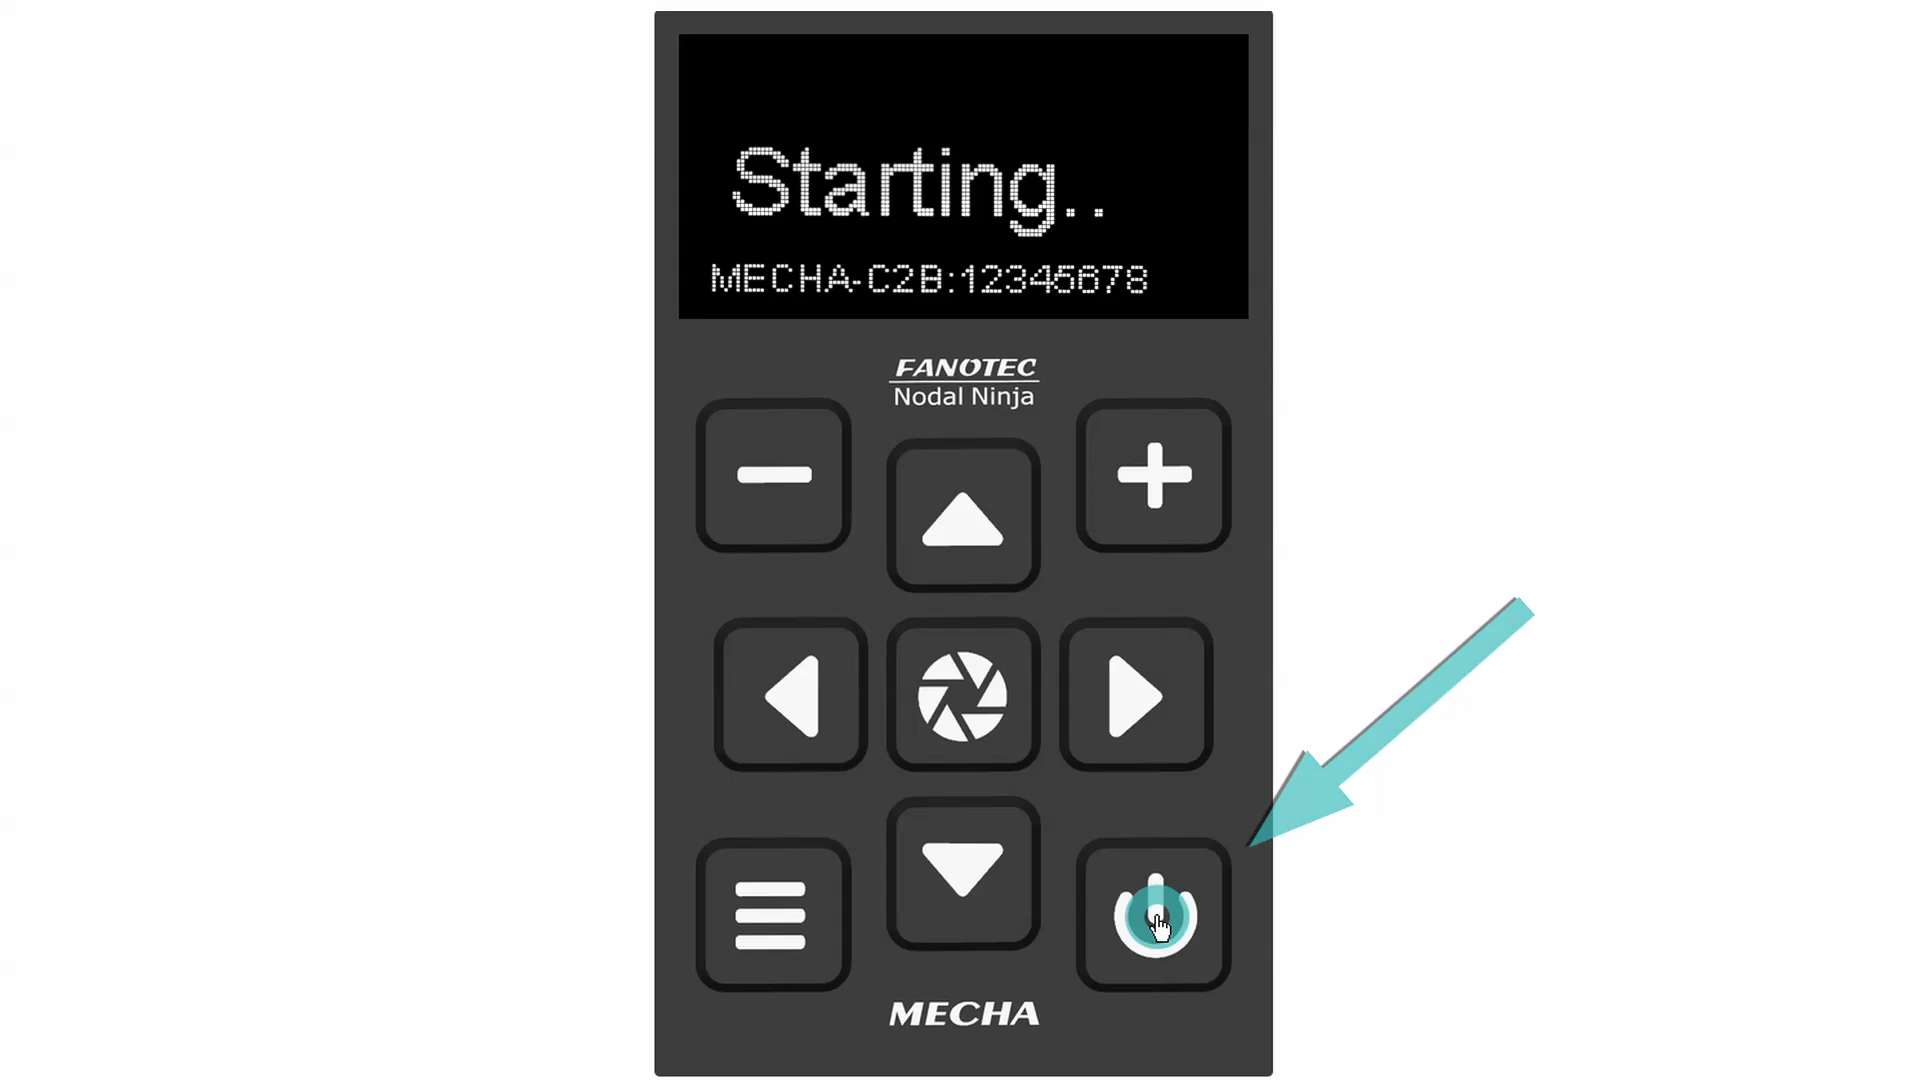 Starting..
MECHA-C2B:12345678
FANOTEC
Nodal Ninja
MECHA